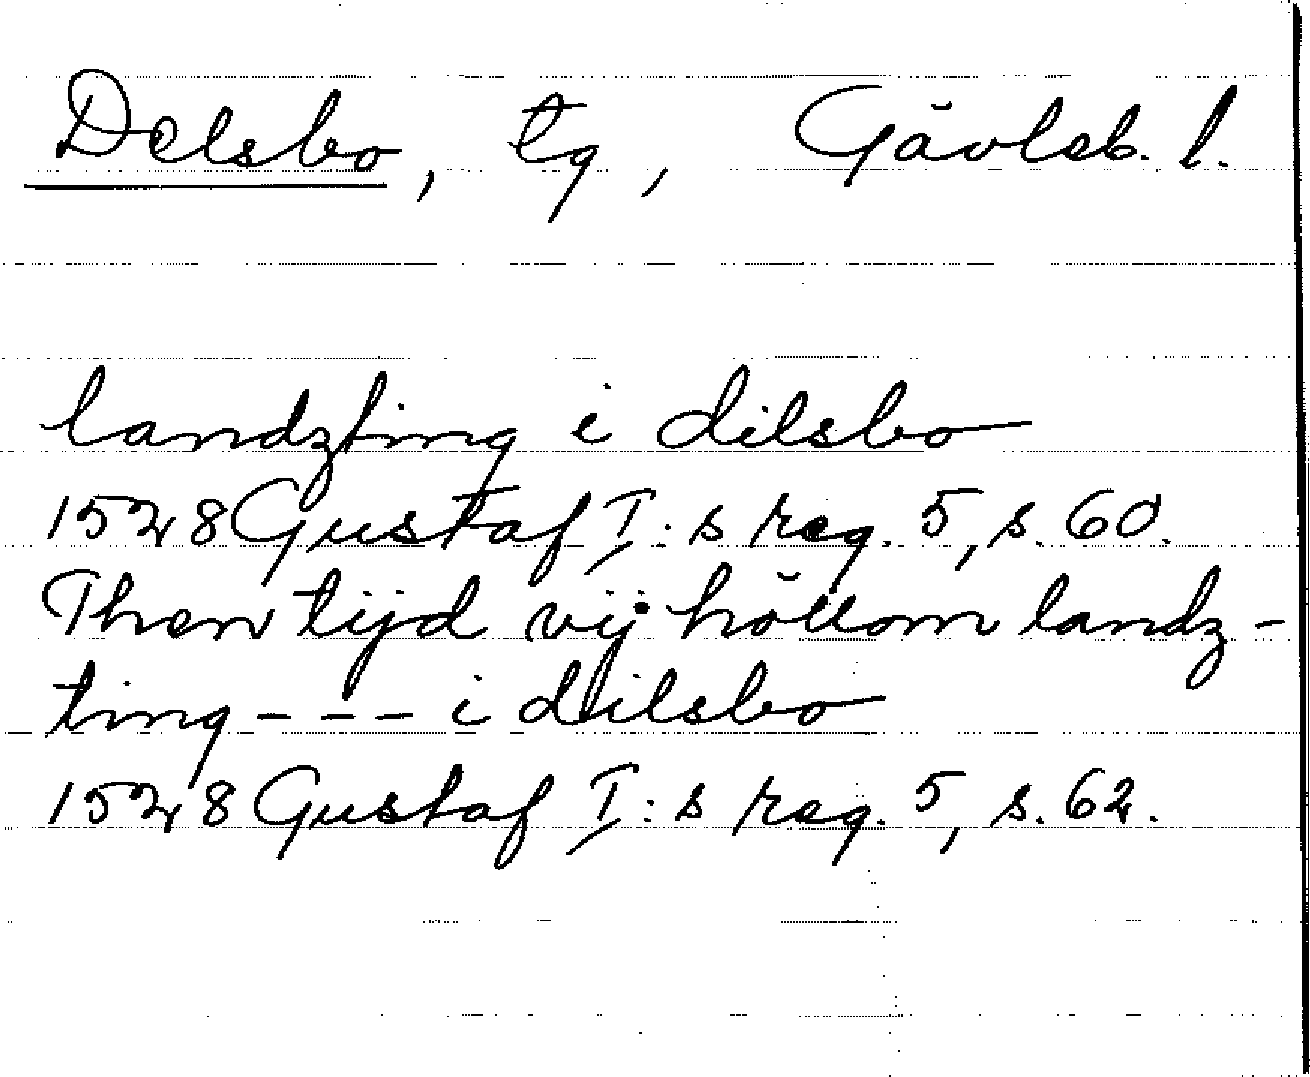 Delsbo, tg, Gävleb. l.
landzting i dilsbo
1528 Gustaf I:s reg. 5, s. 60.
Then tijd vij höllom landz-
ting - - - i dilsbo
1528 Gustaf I:s reg. 5, s. 62.